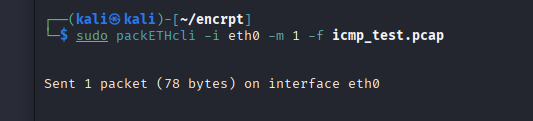 ┌──(kali㉿kali)-[~/encrpt]
└─$ sudo packETHcli -i eth0 -m 1 -f icmp_test.pcap
Sent 1 packet (78 bytes) on interface eth0